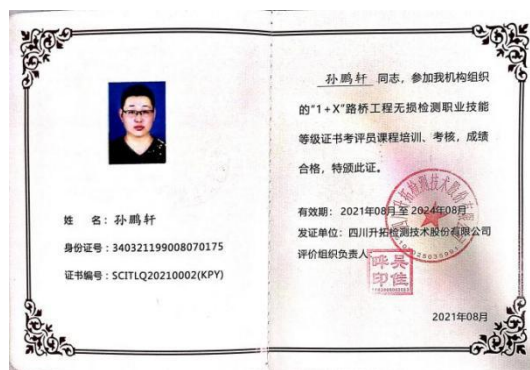 姓 名：孙鹏轩
身份证号：340321199008070175
证书编号：SCITLQ20210002(KPY)
孙鹏轩 同志，参加我机构组织
的“1+X”路桥工程无损检测职业技能
等级证书考评员课程培训、考核，成绩
合格，特颁此证。
有效期： 2021年08月至2024年08月
发证单位：四川升拓检测技术股份有限公司
评价组织负责人
2021年08月